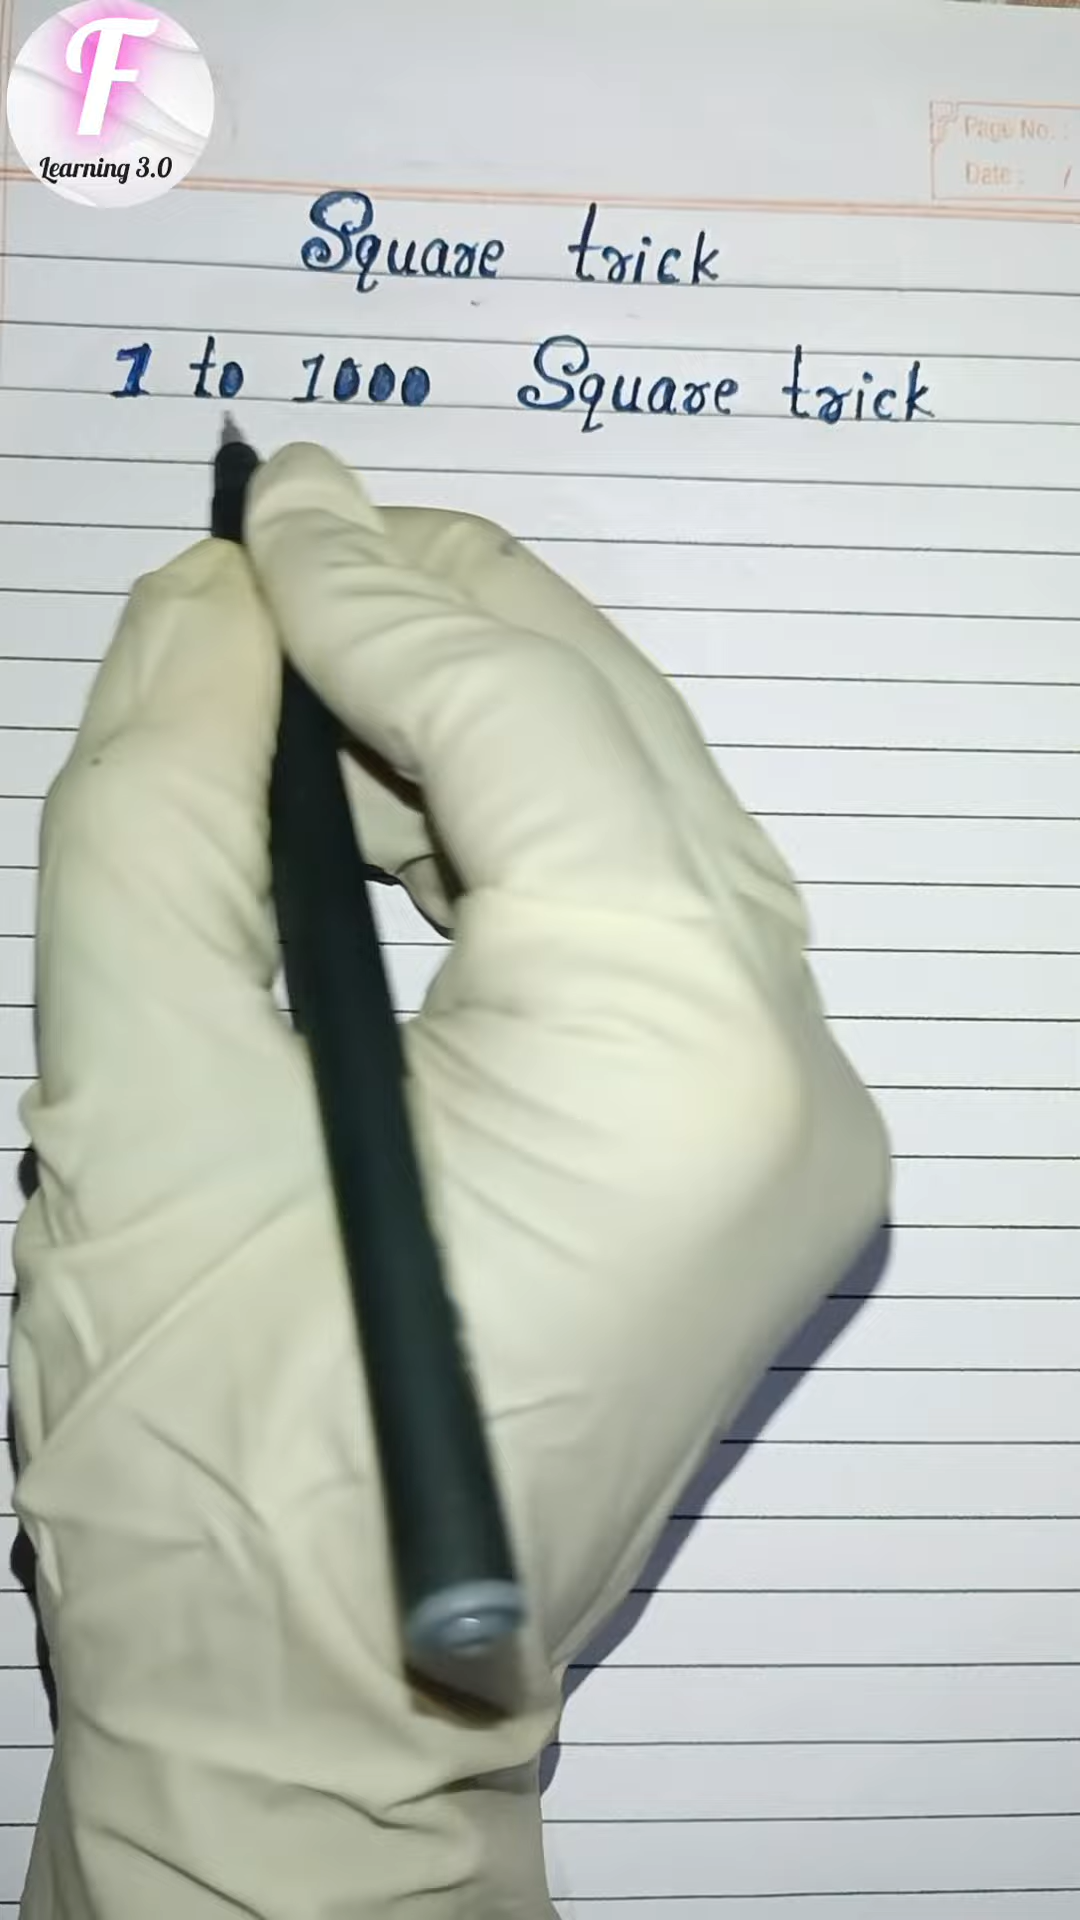 F
Learning 3.0
Page No. :
Date : /
Square trick
1 to 1000 Square trick